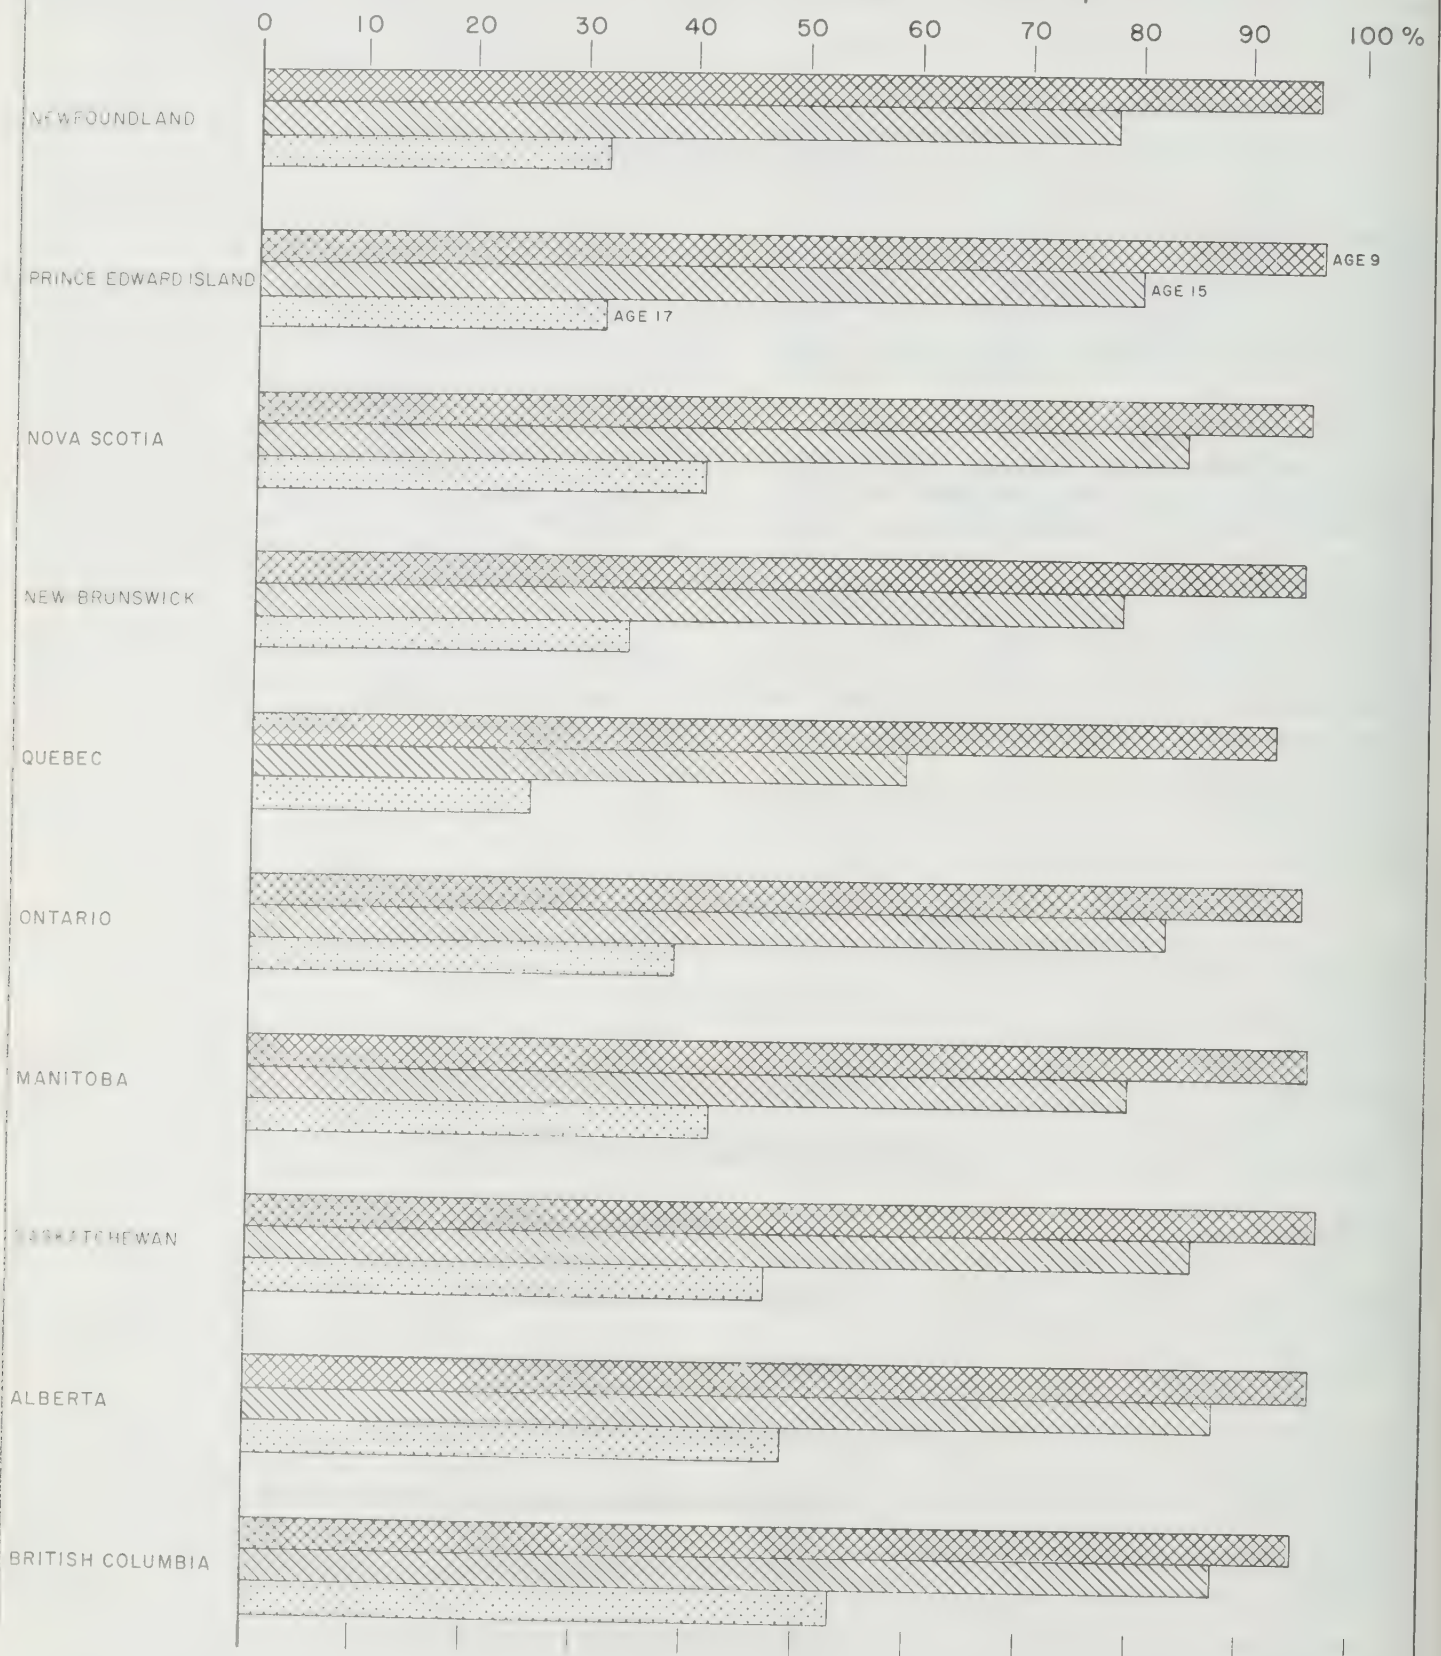 0 10 20 30 40 50 60 70 80 90 100 %
NEWFOUNDLAND
PRINCE EDWARD ISLAND
AGE 9
AGE 15
AGE 17
NOVA SCOTIA
NEW BRUNSWICK
QUEBEC
ONTARIO
MANITOBA
SASKATCHEWAN
ALBERTA
BRITISH COLUMBIA